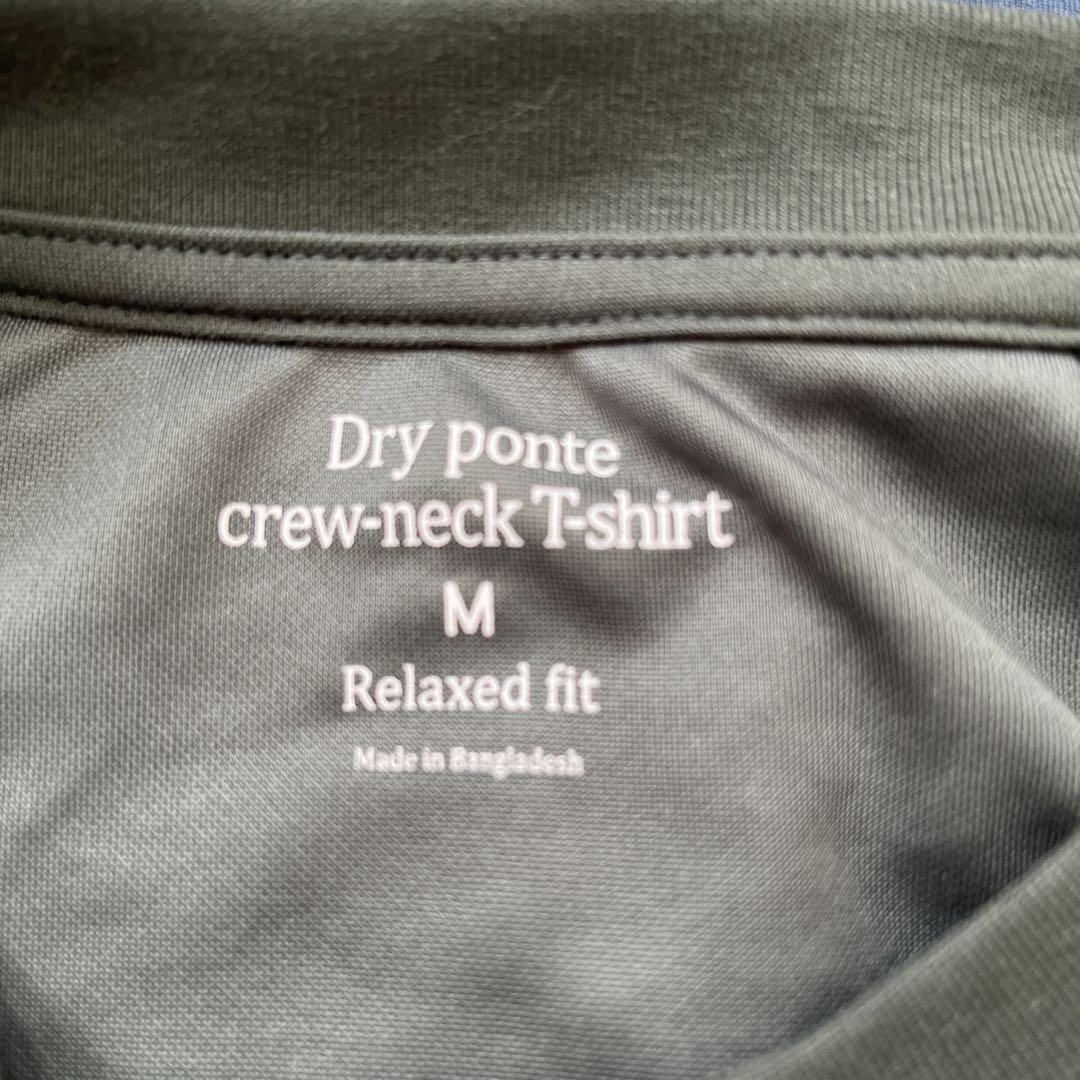 Dry ponte
crew-neck T-shirt
M
Relaxed fit
Made in Bangladesh